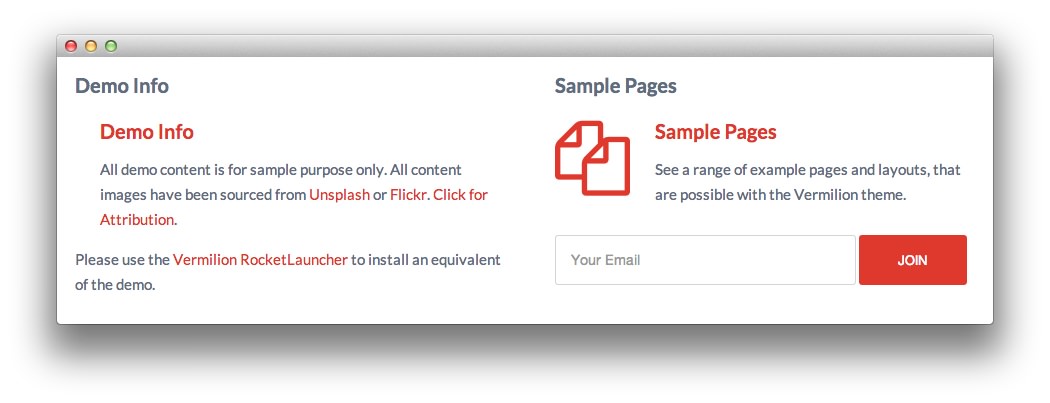 Demo Info
Demo Info
All demo content is for sample purpose only. All content
images have been sourced from Unsplash or Flickr. Click for
Attribution.
Please use the Vermilion RocketLauncher to install an equivalent
of the demo.
Sample Pages
Sample Pages
See a range of example pages and layouts, that
are possible with the Vermilion theme.
Your Email
JOIN